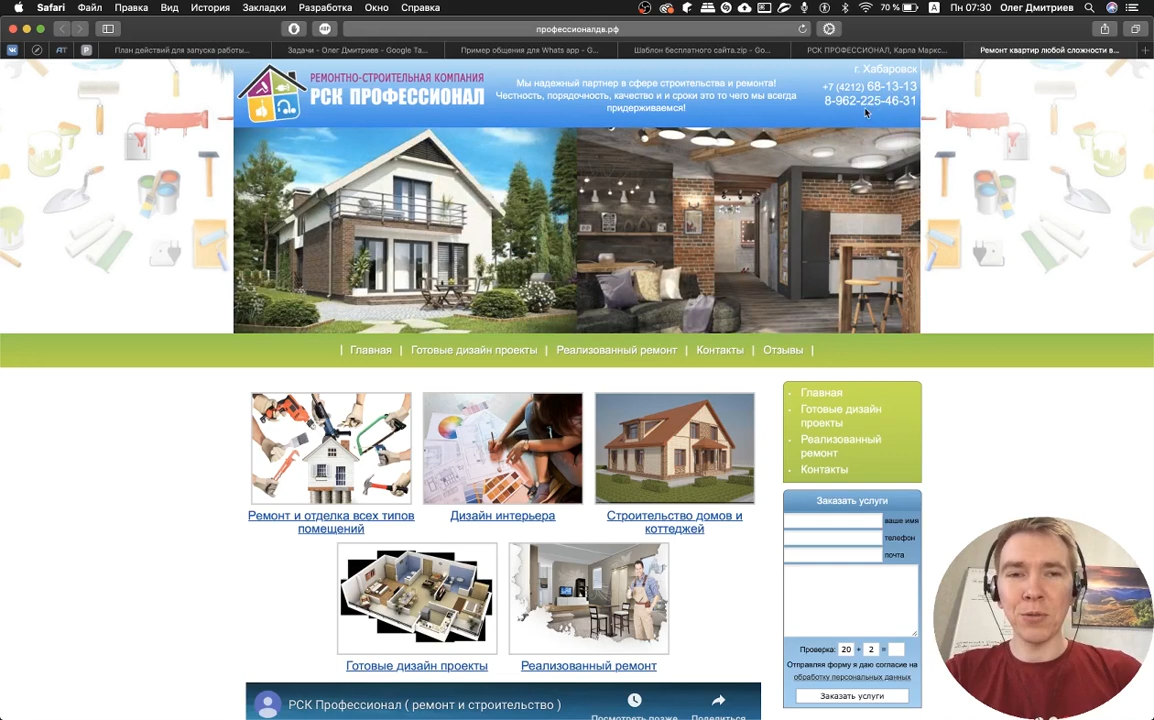 Safari Файл Правка Вид История Закладки Разработка Окно Справка 70 % A Пн 07:30 Олег Дмитриев
профессионалдв.рф
План действий для запуска работы...
Задачи - Олег Дмитриев - Google Та...
Пример общения для Whats app - G...
Шаблон бесплатного сайта.zip - Go...
РСК ПРОФЕССИОНАЛ, Карла Маркс...
Ремонт квартир любой сложности в...
РЕМОНТНО-СТРОИТЕЛЬНАЯ КОМПАНИЯ
РСК ПРОФЕССИОНАЛ
Мы надежный партнер в сфере строительства и ремонта!
Честность, порядочность, качество и и сроки это то чего мы всегда
придерживаемся!
г. Хабаровск
+7 (4212) 68-13-13
8-962-225-46-31
| Главная | Готовые дизайн проекты | Реализованный ремонт | Контакты | Отзывы |
Ремонт и отделка всех типов
помещений
Дизайн интерьера
Строительство домов и
коттеджей
Готовые дизайн проекты
Реализованный ремонт
РСК Профессионал ( ремонт и строительство )
Посмотреть позже
Поделиться
Главная
Готовые дизайн
проекты
Реализованный
ремонт
Контакты
Заказать услуги
ваше имя
телефон
почта
Проверка: 20 + 2 =
Отправляя форму я даю согласие на
обработку персональных данных
Заказать услуги